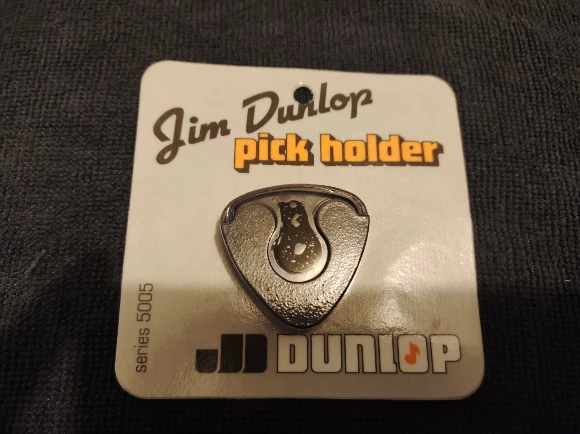 Jim Dunlop
pick holder
series 5005
DUNLOP